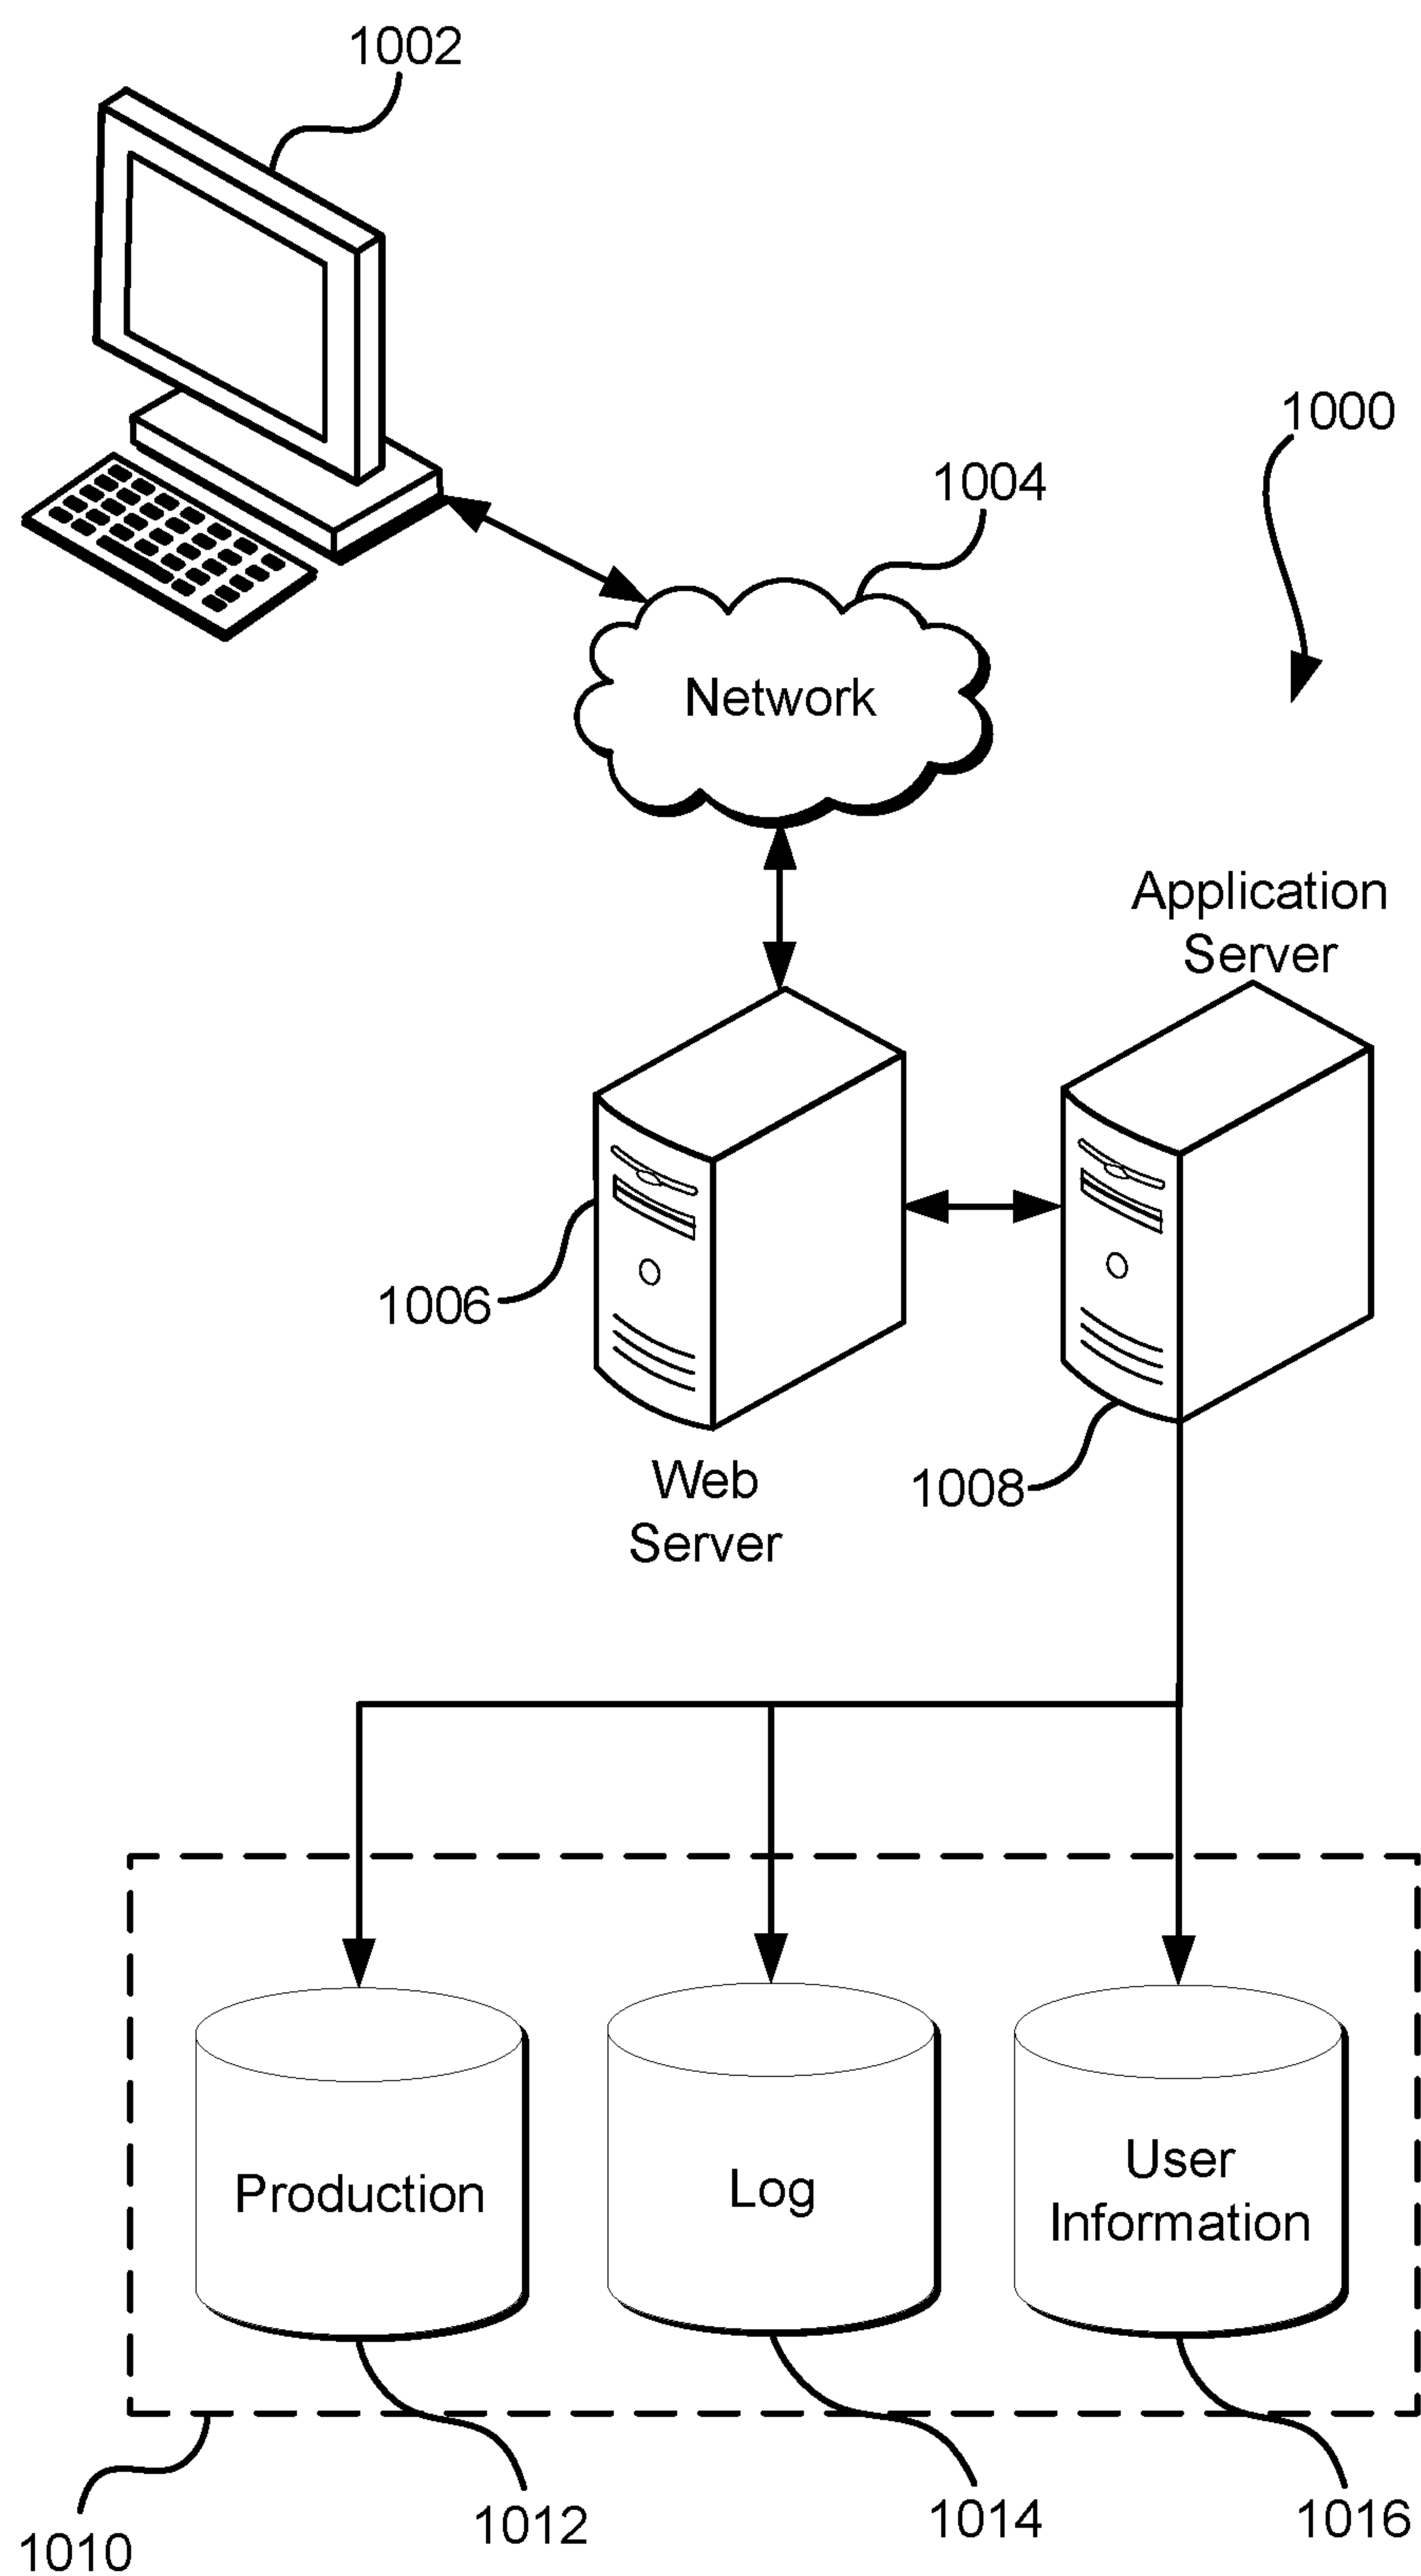 1002
1000
1004
Network
Application
Server
1006
1008
Web
Server
Production
Log
User
Information
1010
1012
1014
1016